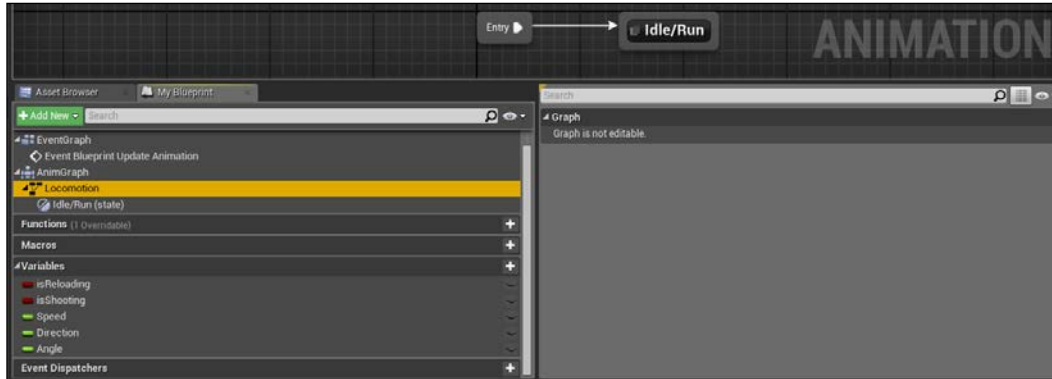 Entry
Idle/Run
ANIMATION
Asset Browser
My Blueprint
Add New
Search
Search
Graph
Graph is not editable.
EventGraph
Event Blueprint Update Animation
AnimGraph
Locomotion
Idle/Run (state)
Functions (1 Overridable)
Macros
Variables
isReloading
isShooting
Speed
Direction
Angle
Event Dispatchers